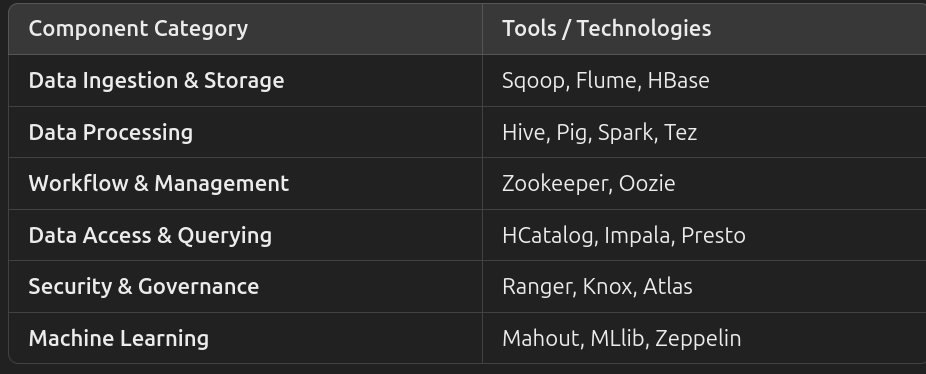 Component Category Tools / Technologies
Data Ingestion & Storage Sqoop, Flume, HBase
Data Processing Hive, Pig, Spark, Tez
Workflow & Management Zookeeper, Oozie
Data Access & Querying HCatalog, Impala, Presto
Security & Governance Ranger, Knox, Atlas
Machine Learning Mahout, MLlib, Zeppelin